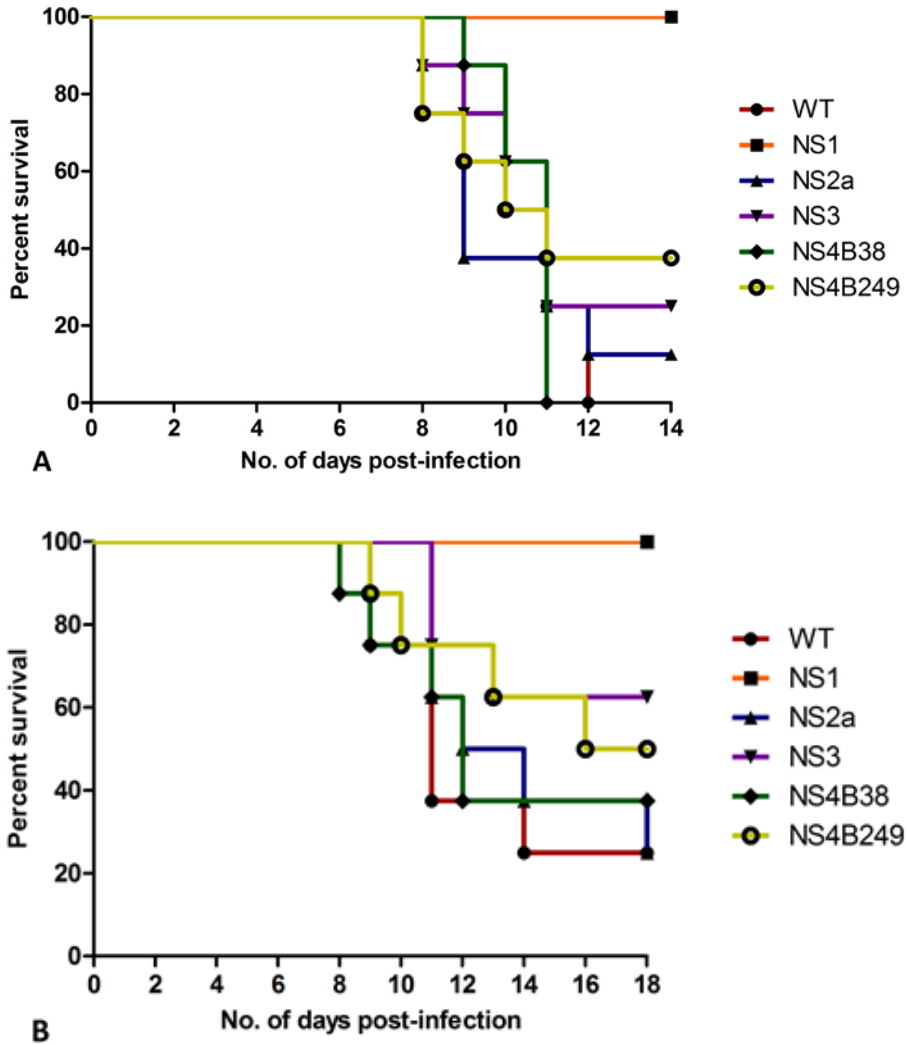 100
80
60
40
20
0
Percent survival
0 2 4 6 8 10 12 14
No. of days post-infection
A
WT
NS1
NS2a
NS3
NS4B38
NS4B249
100
80
60
40
20
0
Percent survival
0 2 4 6 8 10 12 14 16 18
No. of days post-infection
B
WT
NS1
NS2a
NS3
NS4B38
NS4B249